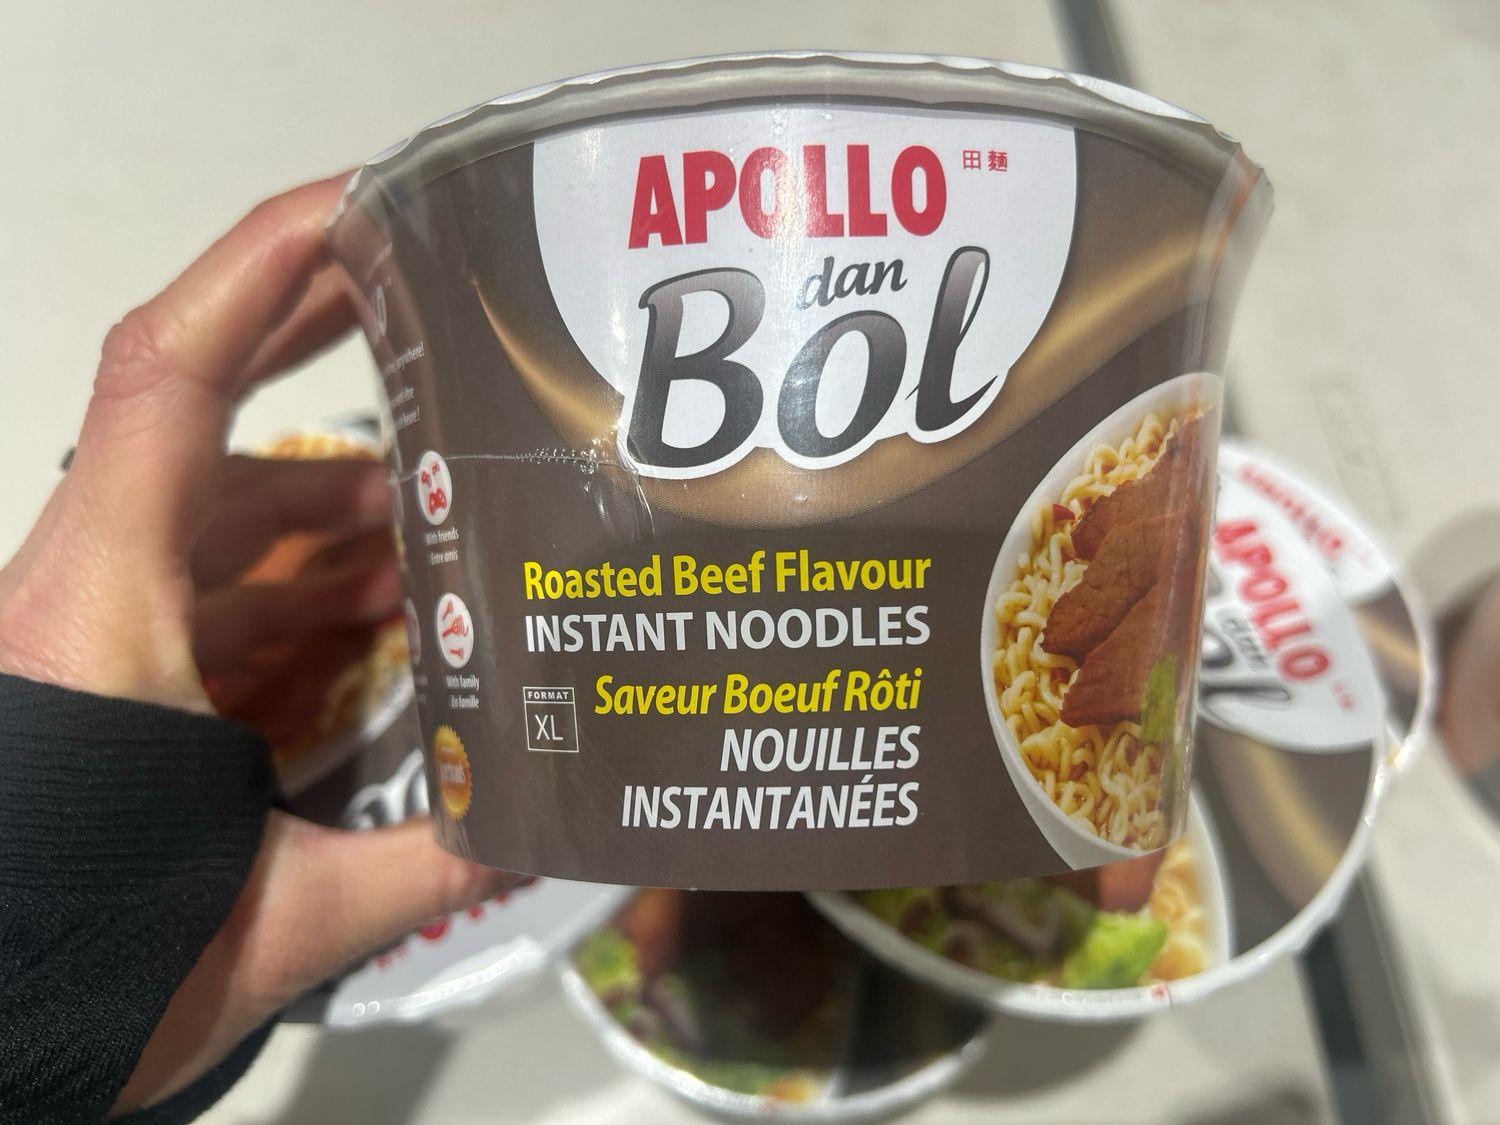 APOLLO 田麵
dan
Bol
Roasted Beef Flavour
INSTANT NOODLES
Saveur Boeuf Rôti
FORMAT
XL
NOUILLES
INSTANTANÉES
With friends
Entre amis
With family
En famille
APOLLO
dan